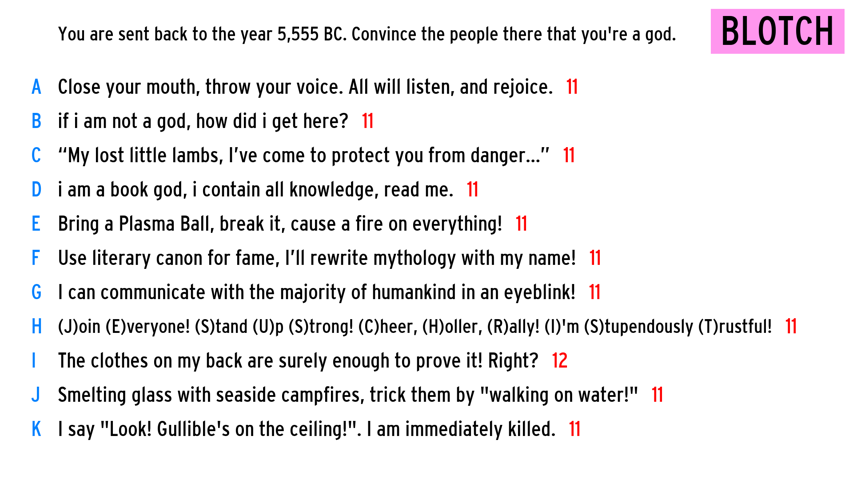 You are sent back to the year 5,555 BC. Convince the people there that you're a god.
BLOTCH
A Close your mouth, throw your voice. All will listen, and rejoice. 11
B if i am not a god, how did i get here? 11
C “My lost little lambs, I’ve come to protect you from danger...” 11
D i am a book god, i contain all knowledge, read me. 11
E Bring a Plasma Ball, break it, cause a fire on everything! 11
F Use literary canon for fame, I’ll rewrite mythology with my name! 11
G I can communicate with the majority of humankind in an eyeblink! 11
H (J)oin (E)veryone! (S)tand (U)p (S)trong! (C)heer, (H)oller, (R)ally! (I)'m (S)tupendously (T)rustful! 11
I The clothes on my back are surely enough to prove it! Right? 12
J Smelting glass with seaside campfires, trick them by "walking on water!" 11
K I say "Look! Gullible's on the ceiling!". I am immediately killed. 11